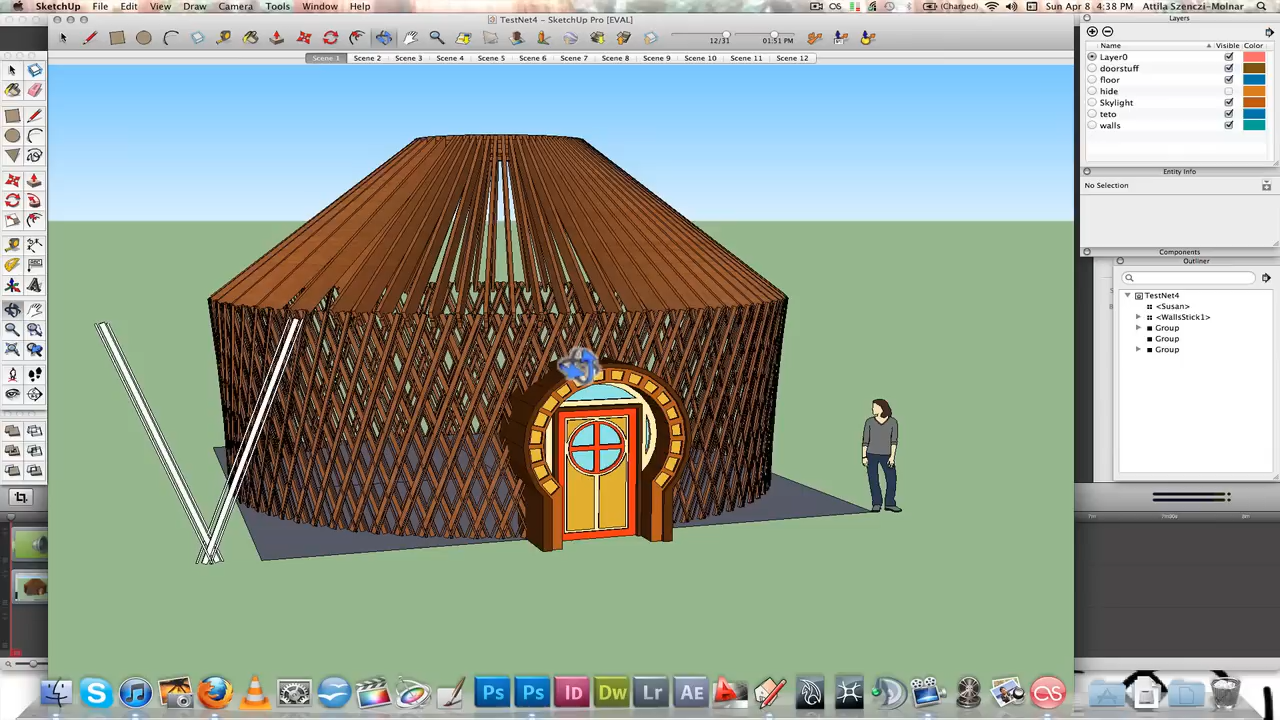 SketchUp File Edit View Draw Camera Tools Window Help (Charged) Sun Apr 8 4:38 PM Attila Szenczi-Molnar
TestNet4 – SketchUp Pro [EVAL]
12/31 01:51 PM
Scene 1 Scene 2 Scene 3 Scene 4 Scene 5 Scene 6 Scene 7 Scene 8 Scene 9 Scene 10 Scene 11 Scene 12
Layers
Name Visible Color
Layer0
doorstuff
floor
hide
Skylight
teto
walls
Entity Info
No Selection
Components
Outliner
TestNet4
<Susan>
<WallsStick1>
Group
Group
Group
Ps Ps Id Dw Lr AE